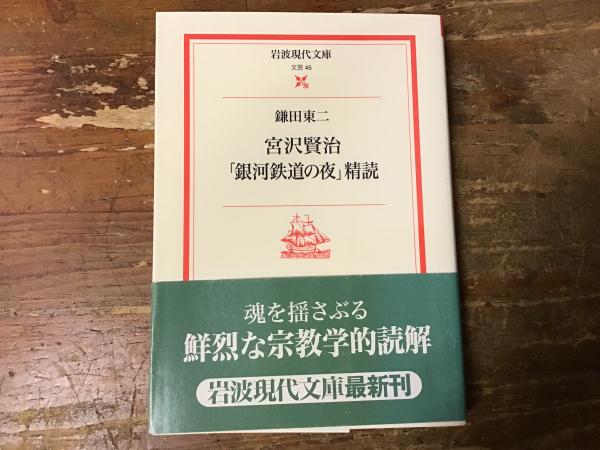 岩波現代文庫
文芸 45
鎌田東二
宮沢賢治
「銀河鉄道の夜」精読
魂を揺さぶる
鮮烈な宗教学的読解
岩波現代文庫最新刊